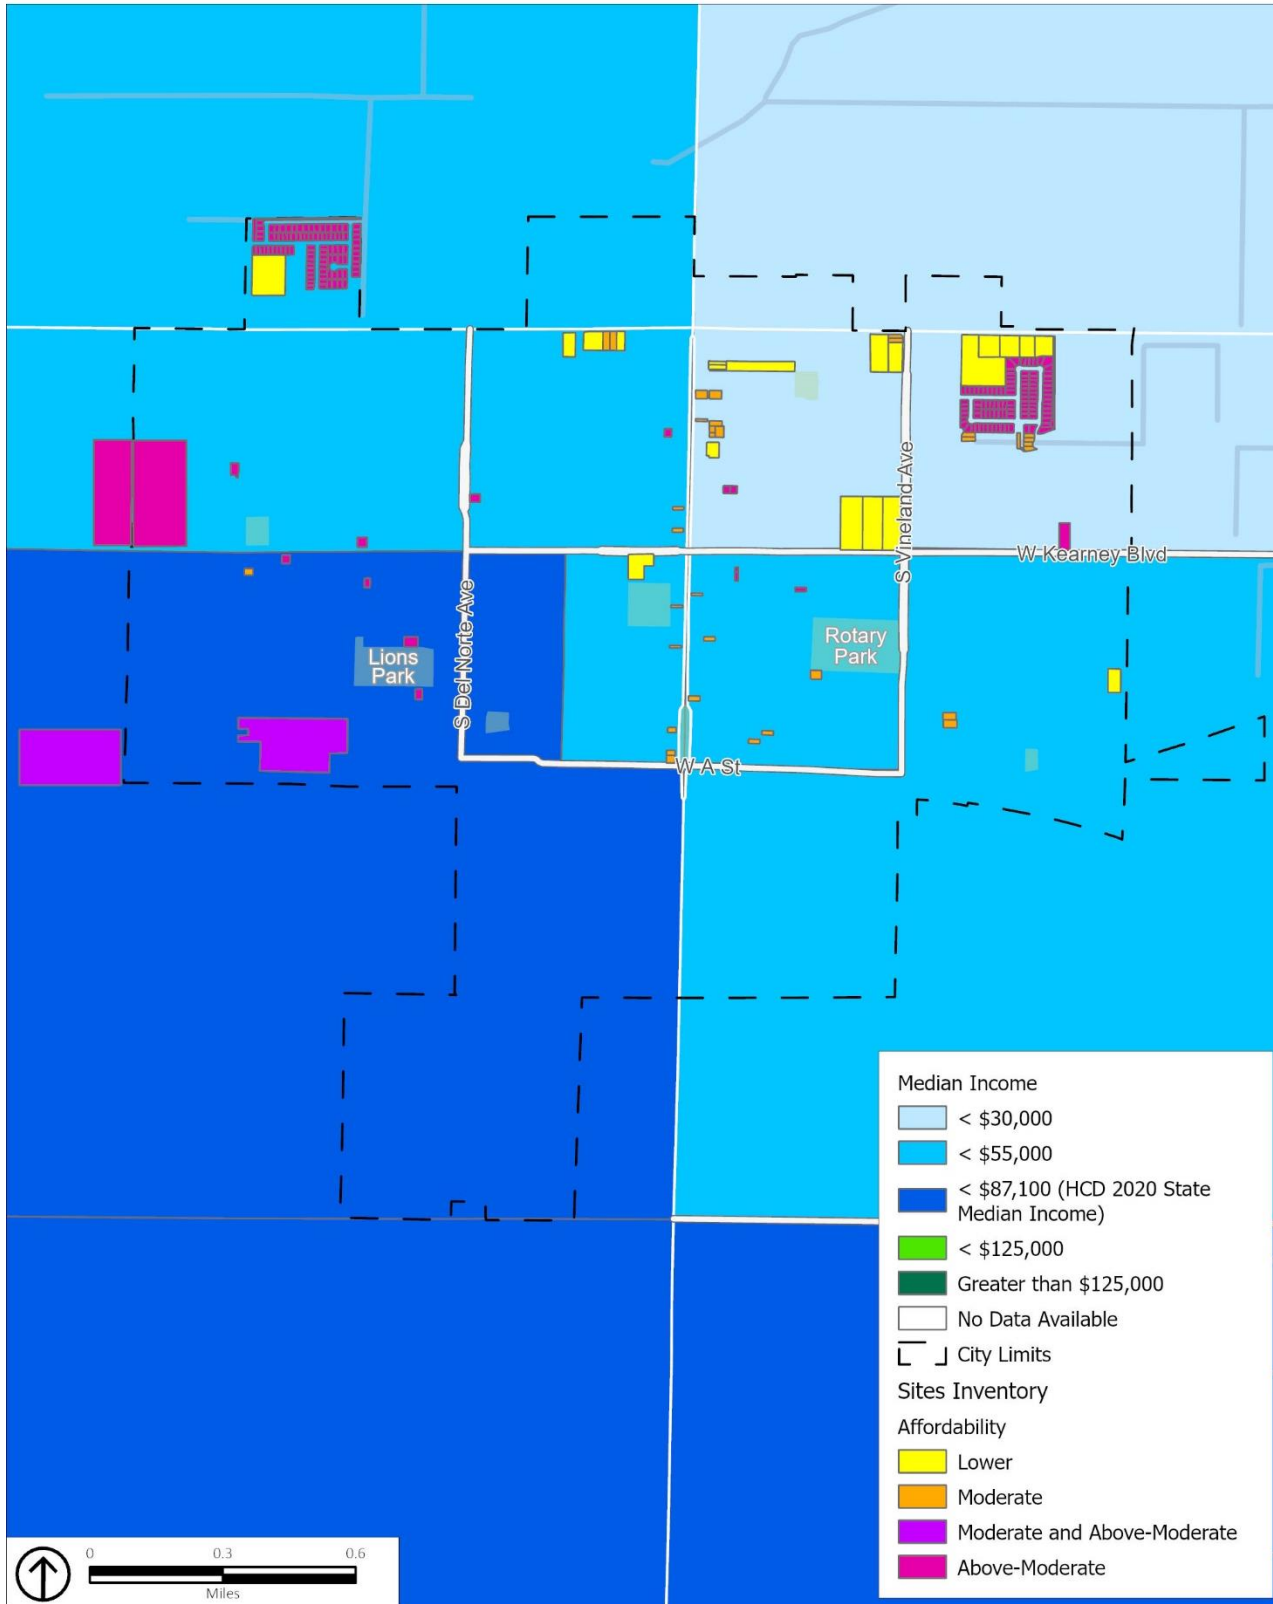 S Vineland Ave
W Kearney Blvd
S Del Norte Ave
Rotary
Park
Lions
Park
W A St
Median Income
< $30,000
< $55,000
< $87,100 (HCD 2020 State
Median Income)
< $125,000
Greater than $125,000
No Data Available
City Limits
Sites Inventory
Affordability
Lower
Moderate
Moderate and Above-Moderate
Above-Moderate
0 0.3 0.6
Miles